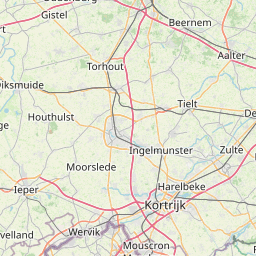 Gistel
Beernem
Torhout
Aalter
Diksmuide
Tielt
Houthulst
Ingelmunster
Zulte
Moorslede
Ieper
Harelbeke
Kortrijk
Wervik
Mouscron